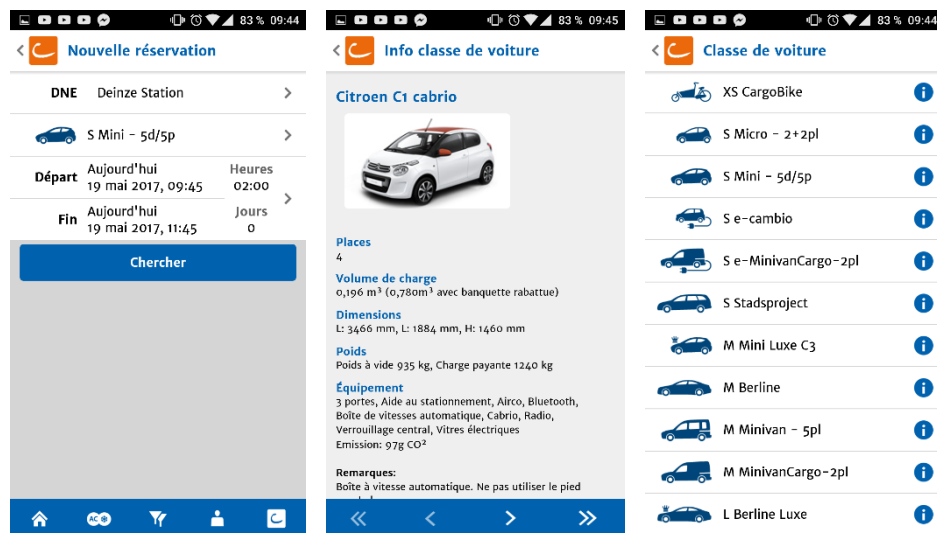 83 % 09:44
Nouvelle réservation
DNE Deinze Station
S Mini - 5d/5p
Départ Aujourd'hui
19 mai 2017, 09:45
Heures
02:00
Fin Aujourd'hui
19 mai 2017, 11:45
Jours
0
Chercher
AC
83 % 09:45
Info classe de voiture
Citroen C1 cabrio
Places
4
Volume de charge
0,196 m³ (0,780m³ avec banquette rabattue)
Dimensions
L: 3466 mm, L: 1884 mm, H: 1460 mm
Poids
Poids à vide 935 kg, Charge payante 1240 kg
Équipement
3 portes, Aide au stationnement, Airco, Bluetooth,
Boîte de vitesses automatique, Cabrio, Radio,
Verrouillage central, Vitres électriques
Emission: 97g CO²
Remarques:
Boîte à vitesse automatique. Ne pas utiliser le pied
83 % 09:44
Classe de voiture
XS CargoBike
S Micro - 2+2pl
S Mini - 5d/5p
S e-cambio
S e-MinivanCargo-2pl
S Stadsproject
M Mini Luxe C3
M Berline
M Minivan - 5pl
M MinivanCargo-2pl
L Berline Luxe